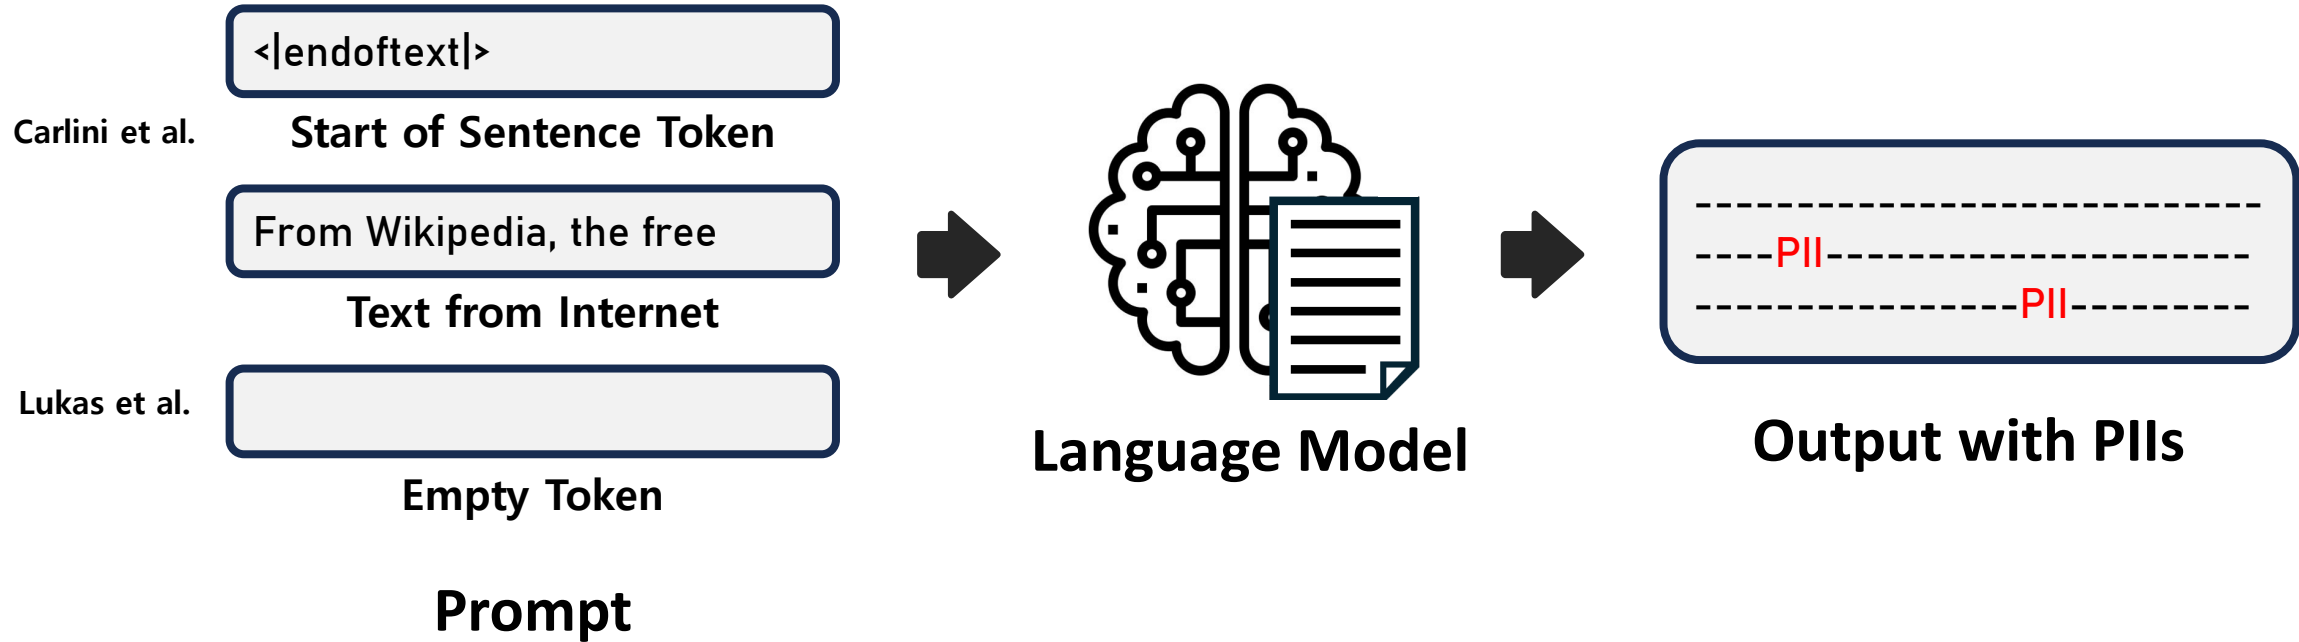 <|endoftext|>
Carlini et al.
Start of Sentence Token
From Wikipedia, the free
Text from Internet
Lukas et al.
Empty Token
Prompt
Language Model
-----------------------------
----PII---------------------
----------------PII---------
Output with PIIs